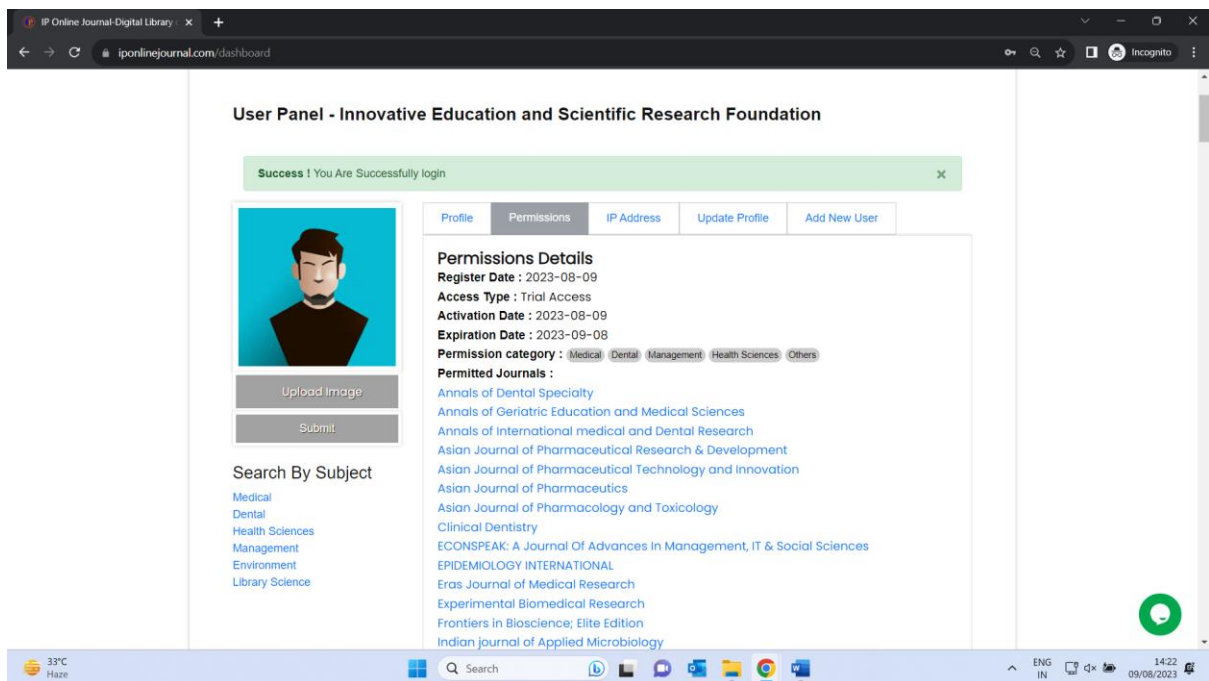 IP Online Journal-Digital Library
iponlinejournal.com/dashboard
Incognito
User Panel - Innovative Education and Scientific Research Foundation
Success ! You Are Successfully login
Profile
Permissions
IP Address
Update Profile
Add New User
Upload Image
Submit
Search By Subject
Medical
Dental
Health Sciences
Management
Environment
Library Science
Permissions Details
Register Date : 2023-08-09
Access Type : Trial Access
Activation Date : 2023-08-09
Expiration Date : 2023-09-08
Permission category : Medical Dental Management Health Sciences Others
Permitted Journals :
Annals of Dental Specialty
Annals of Geriatric Education and Medical Sciences
Annals of International medical and Dental Research
Asian Journal of Pharmaceutical Research & Development
Asian Journal of Pharmaceutical Technology and Innovation
Asian Journal of Pharmaceutics
Asian Journal of Pharmacology and Toxicology
Clinical Dentistry
ECONSPEAK: A Journal Of Advances In Management, IT & Social Sciences
EPIDEMIOLOGY INTERNATIONAL
Eras Journal of Medical Research
Experimental Biomedical Research
Frontiers in Bioscience; Elite Edition
Indian journal of Applied Microbiology
33°C
Haze
Search
ENG
IN
14:22
09/08/2023